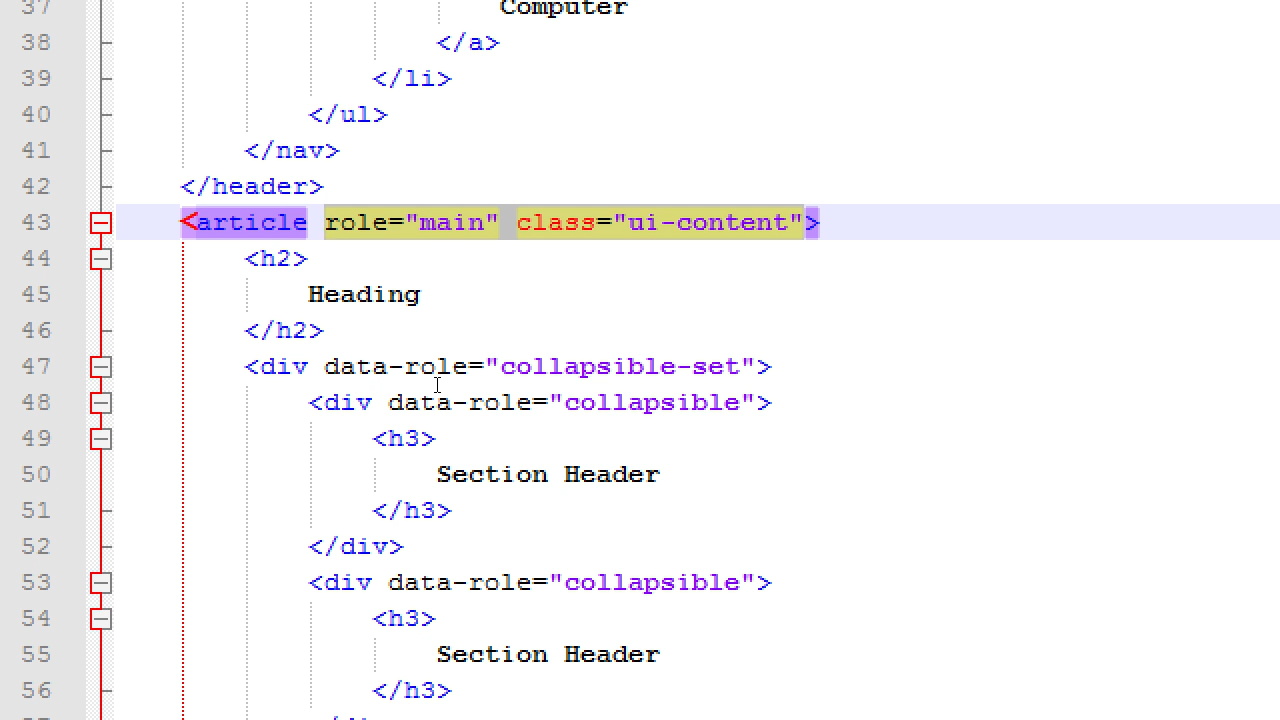 37 Computer
38 </a>
39 </li>
40 </ul>
41 </nav>
42 </header>
43 <article role="main" class="ui-content">
44 <h2>
45 Heading
46 </h2>
47 <div data-role="collapsible-set">
48 <div data-role="collapsible">
49 <h3>
50 Section Header
51 </h3>
52 </div>
53 <div data-role="collapsible">
54 <h3>
55 Section Header
56 </h3>